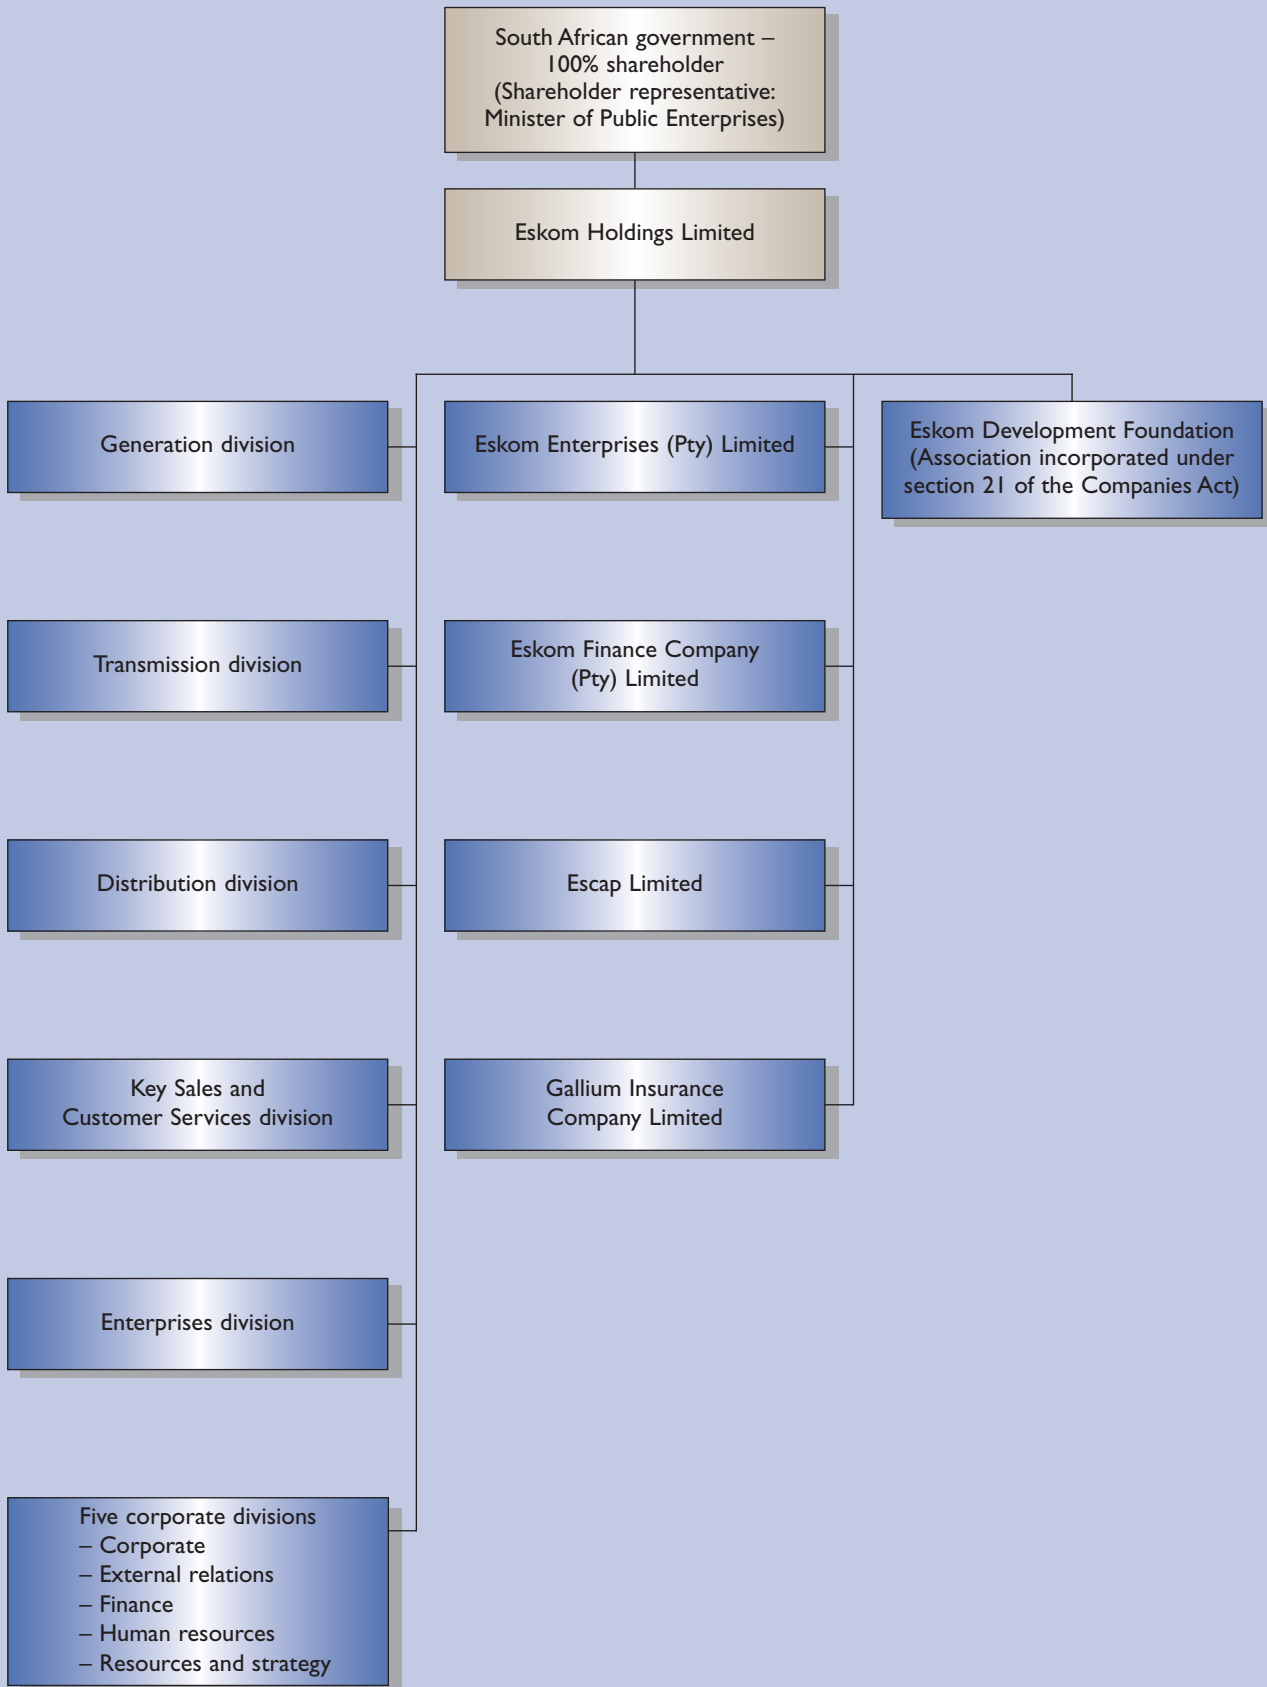 South African government –
100% shareholder
(Shareholder representative:
Minister of Public Enterprises)
Eskom Holdings Limited
Generation division
Eskom Enterprises (Pty) Limited
Eskom Development Foundation
(Association incorporated under
section 21 of the Companies Act)
Transmission division
Eskom Finance Company
(Pty) Limited
Distribution division
Escap Limited
Key Sales and
Customer Services division
Gallium Insurance
Company Limited
Enterprises division
Five corporate divisions
– Corporate
– External relations
– Finance
– Human resources
– Resources and strategy